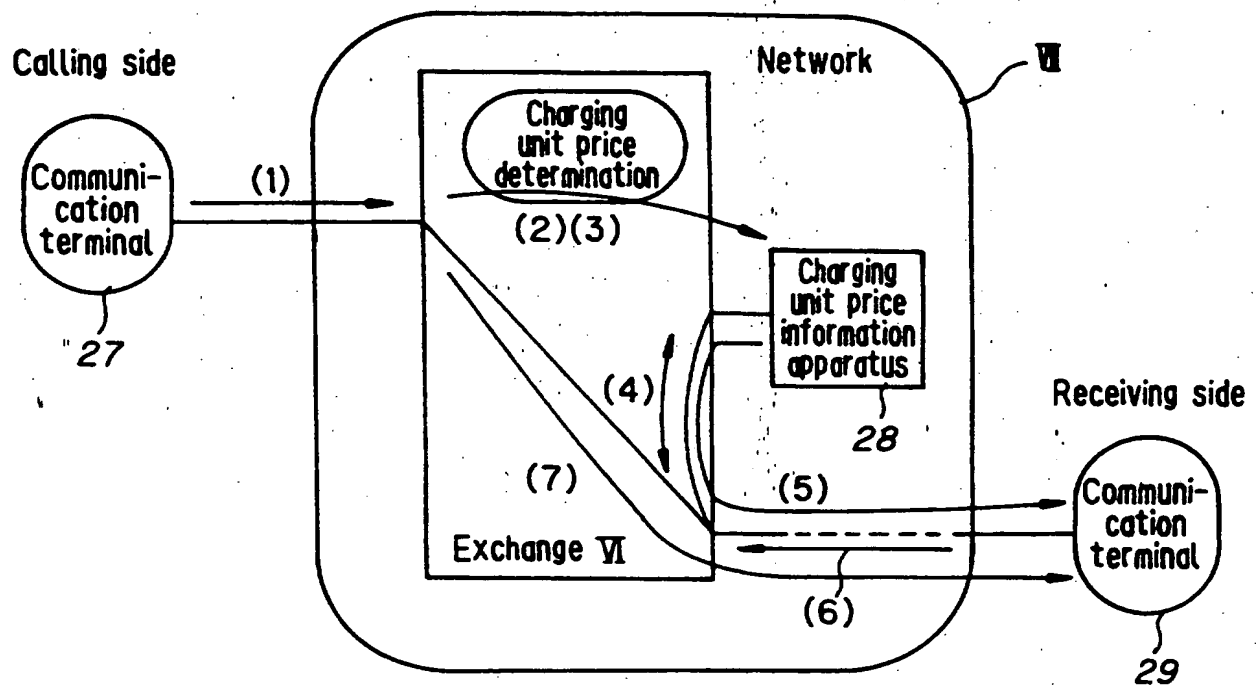 Calling side
Network
Ⅶ
Communi-
cation
terminal
27
(1)
Charging
unit price
determination
(2)(3)
Charging
unit price
information
apparatus
28
(4)
(7)
Exchange Ⅵ
Receiving side
(5)
(6)
Communi-
cation
terminal
29